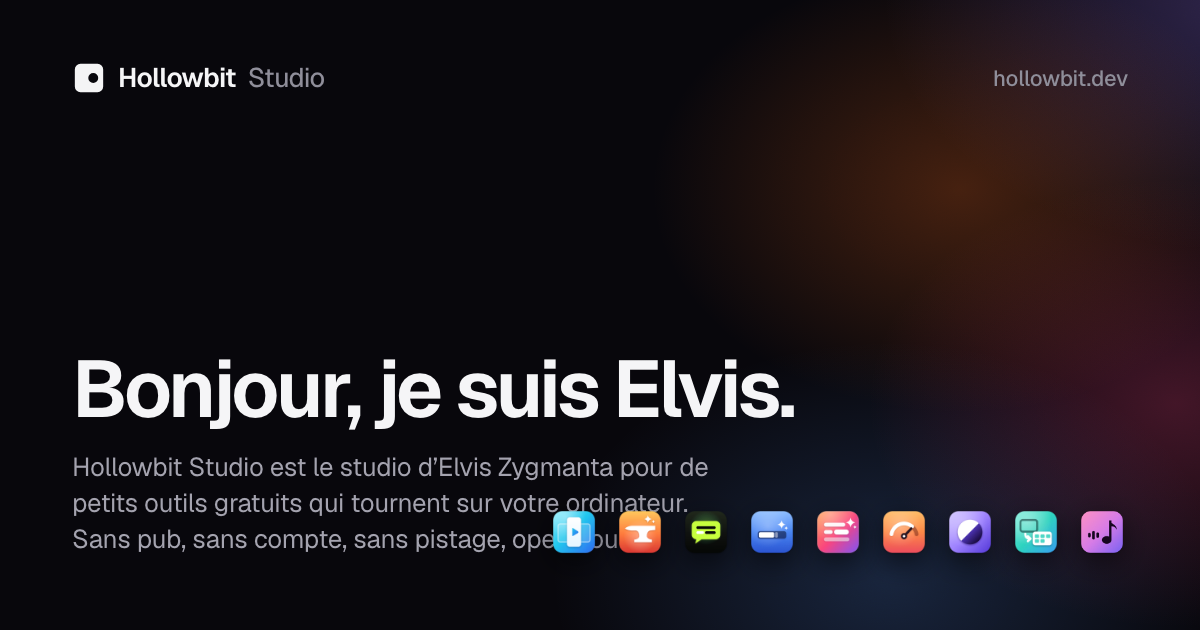 Hollowbit Studio
hollowbit.dev
Bonjour, je suis Elvis.
Hollowbit Studio est le studio d’Elvis Zygmanta pour de
petits outils gratuits qui tournent sur votre ordinateur.
Sans pub, sans compte, sans pistage,